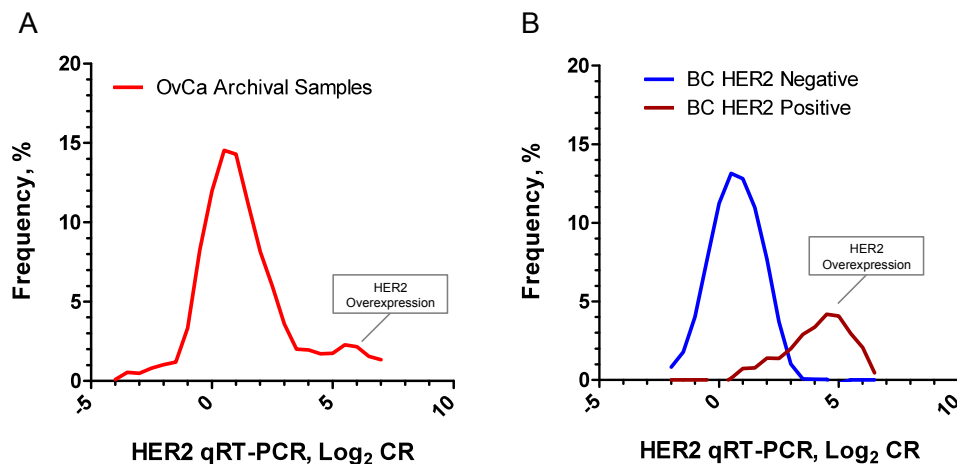 A
20
15
10
5
0
-5
0
5
10
Frequency, %
HER2 qRT-PCR, Log₂ CR
OvCa Archival Samples
HER2
Overexpression
B
20
15
10
5
0
-5
0
5
10
Frequency, %
HER2 qRT-PCR, Log₂ CR
BC HER2 Negative
BC HER2 Positive
HER2
Overexpression